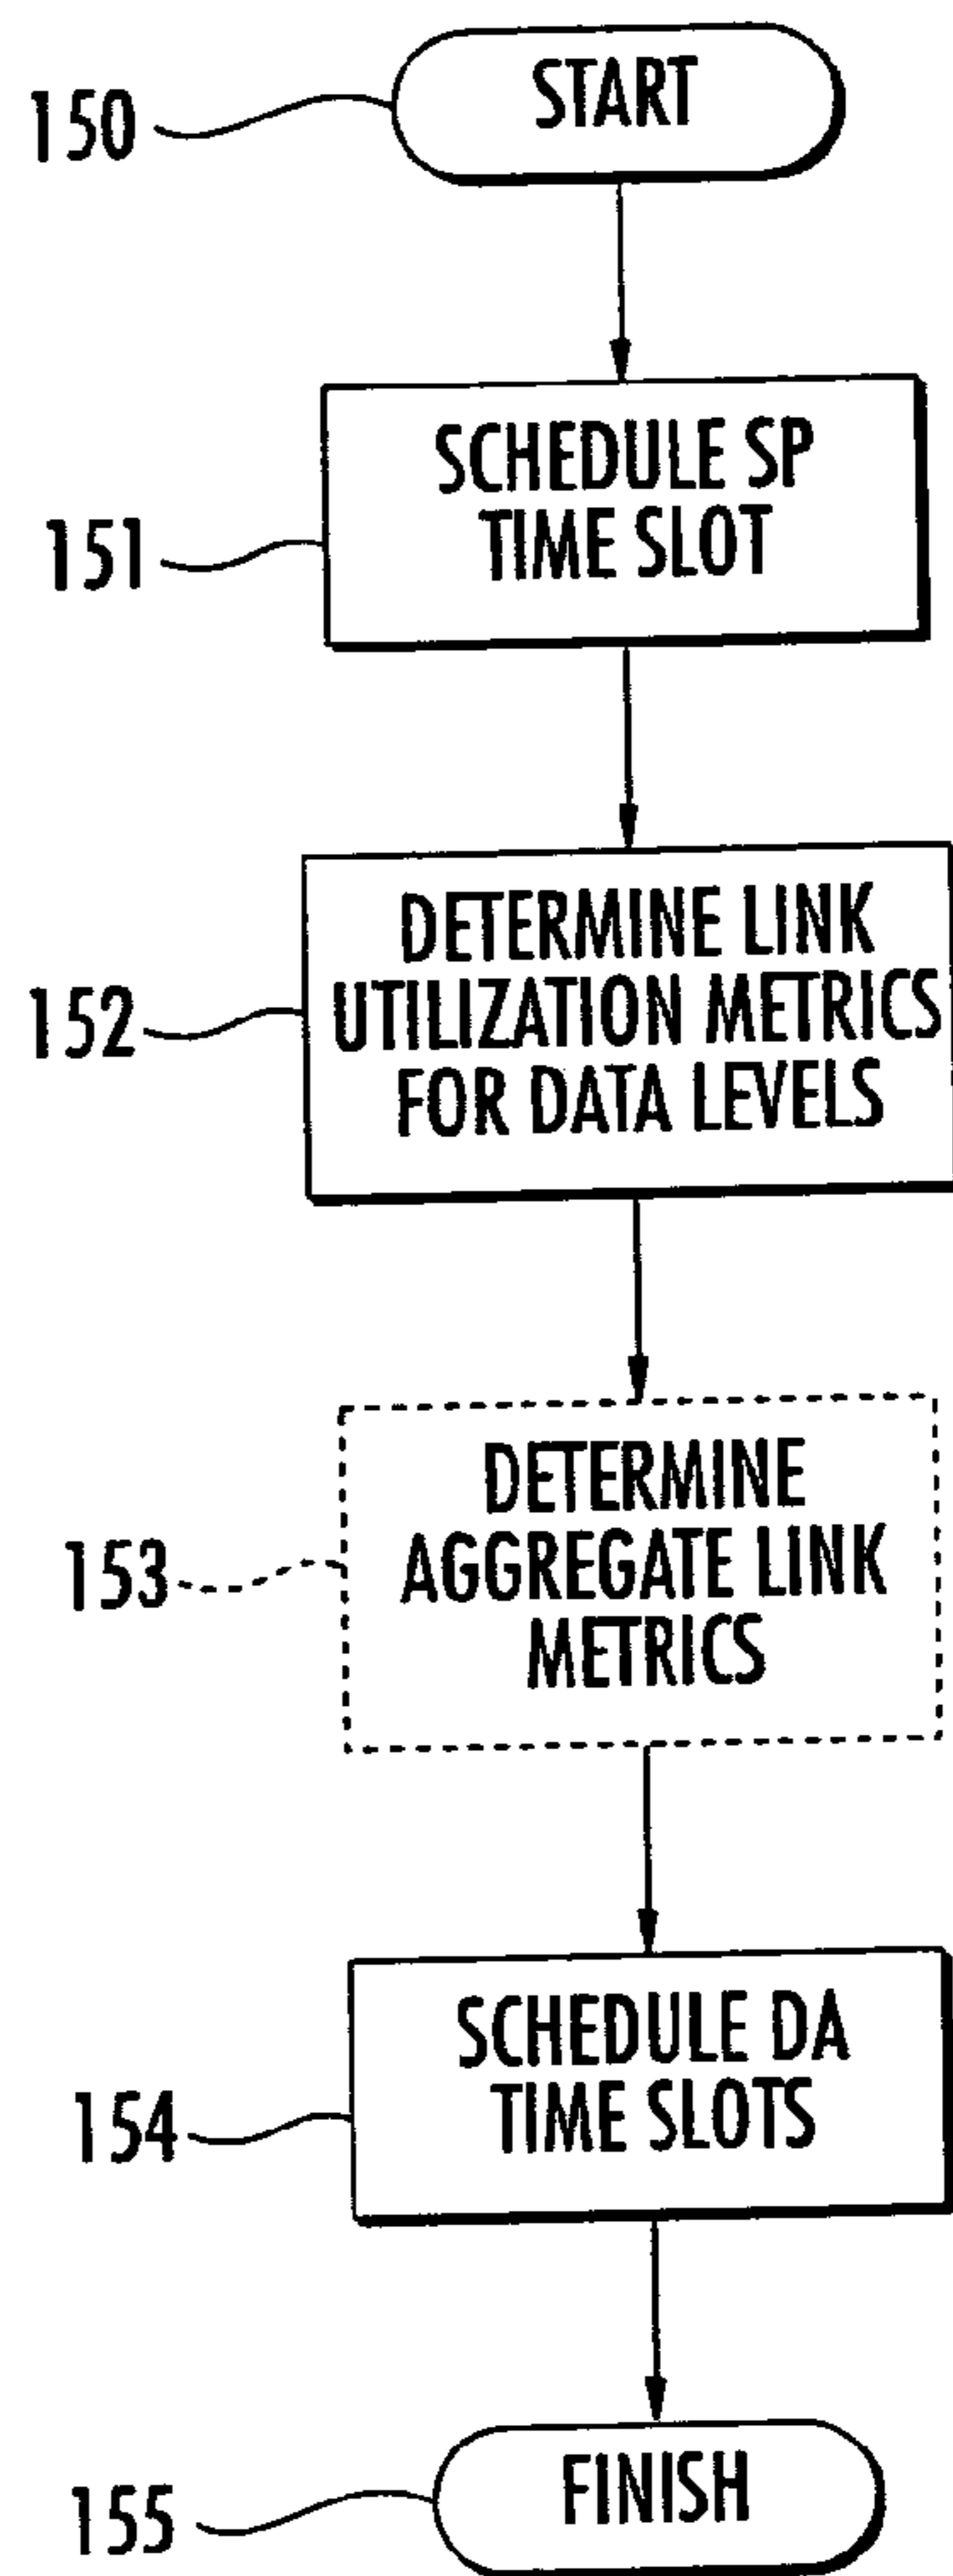 150
START
151
SCHEDULE SP
TIME SLOT
152
DETERMINE LINK
UTILIZATION METRICS
FOR DATA LEVELS
153
DETERMINE
AGGREGATE LINK
METRICS
154
SCHEDULE DA
TIME SLOTS
155
FINISH